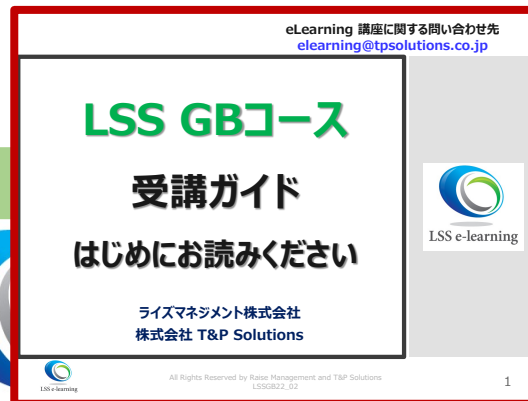 eLearning 講座に関する問い合わせ先
elearning@tpsolutions.co.jp
LSS GBコース
受講ガイド
はじめにお読みください
LSS e-learning
ライズマネジメント株式会社
株式会社 T&P Solutions
LSS e-learning
All Rights Reserved by Raise Management and T&P Solutions
LSSGB22_02
1